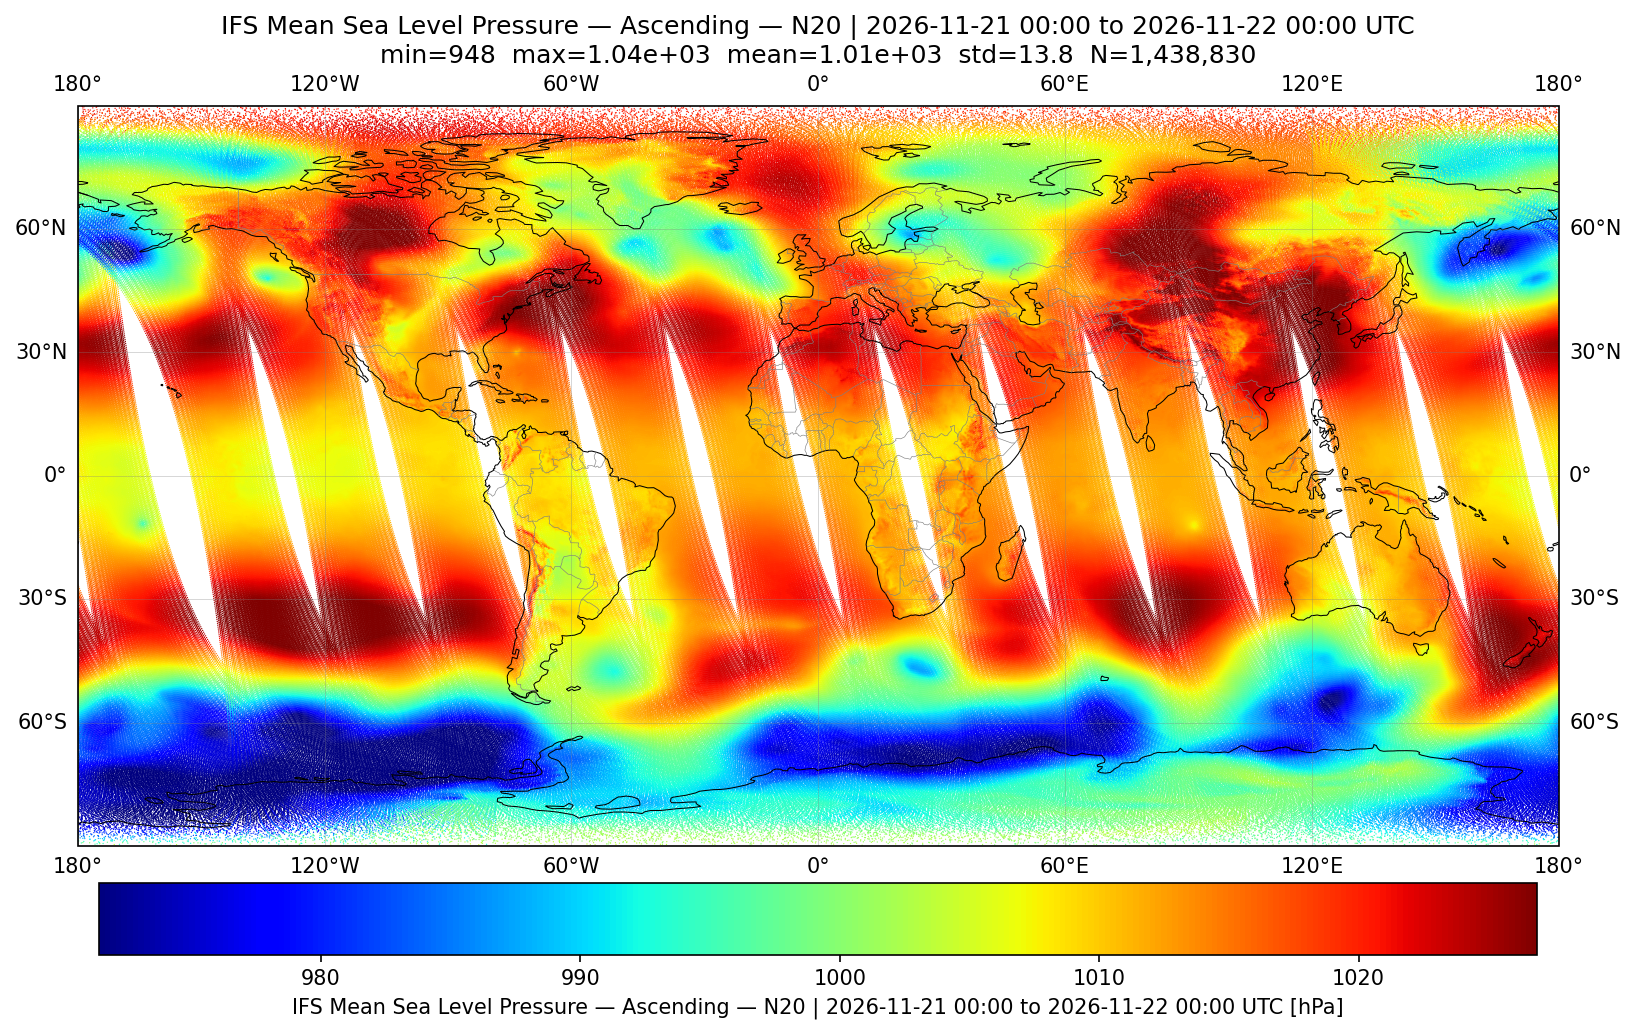 IFS Mean Sea Level Pressure — Ascending — N20 | 2026-11-21 00:00 to 2026-11-22 00:00 UTC
min=948  max=1.04e+03  mean=1.01e+03  std=13.8  N=1,438,830
180° 120°W 60°W 0° 60°E 120°E 180°
60°N 60°N
30°N 30°N
0° 0°
30°S 30°S
60°S 60°S
180° 120°W 60°W 0° 60°E 120°E 180°
980 990 1000 1010 1020
IFS Mean Sea Level Pressure — Ascending — N20 | 2026-11-21 00:00 to 2026-11-22 00:00 UTC [hPa]